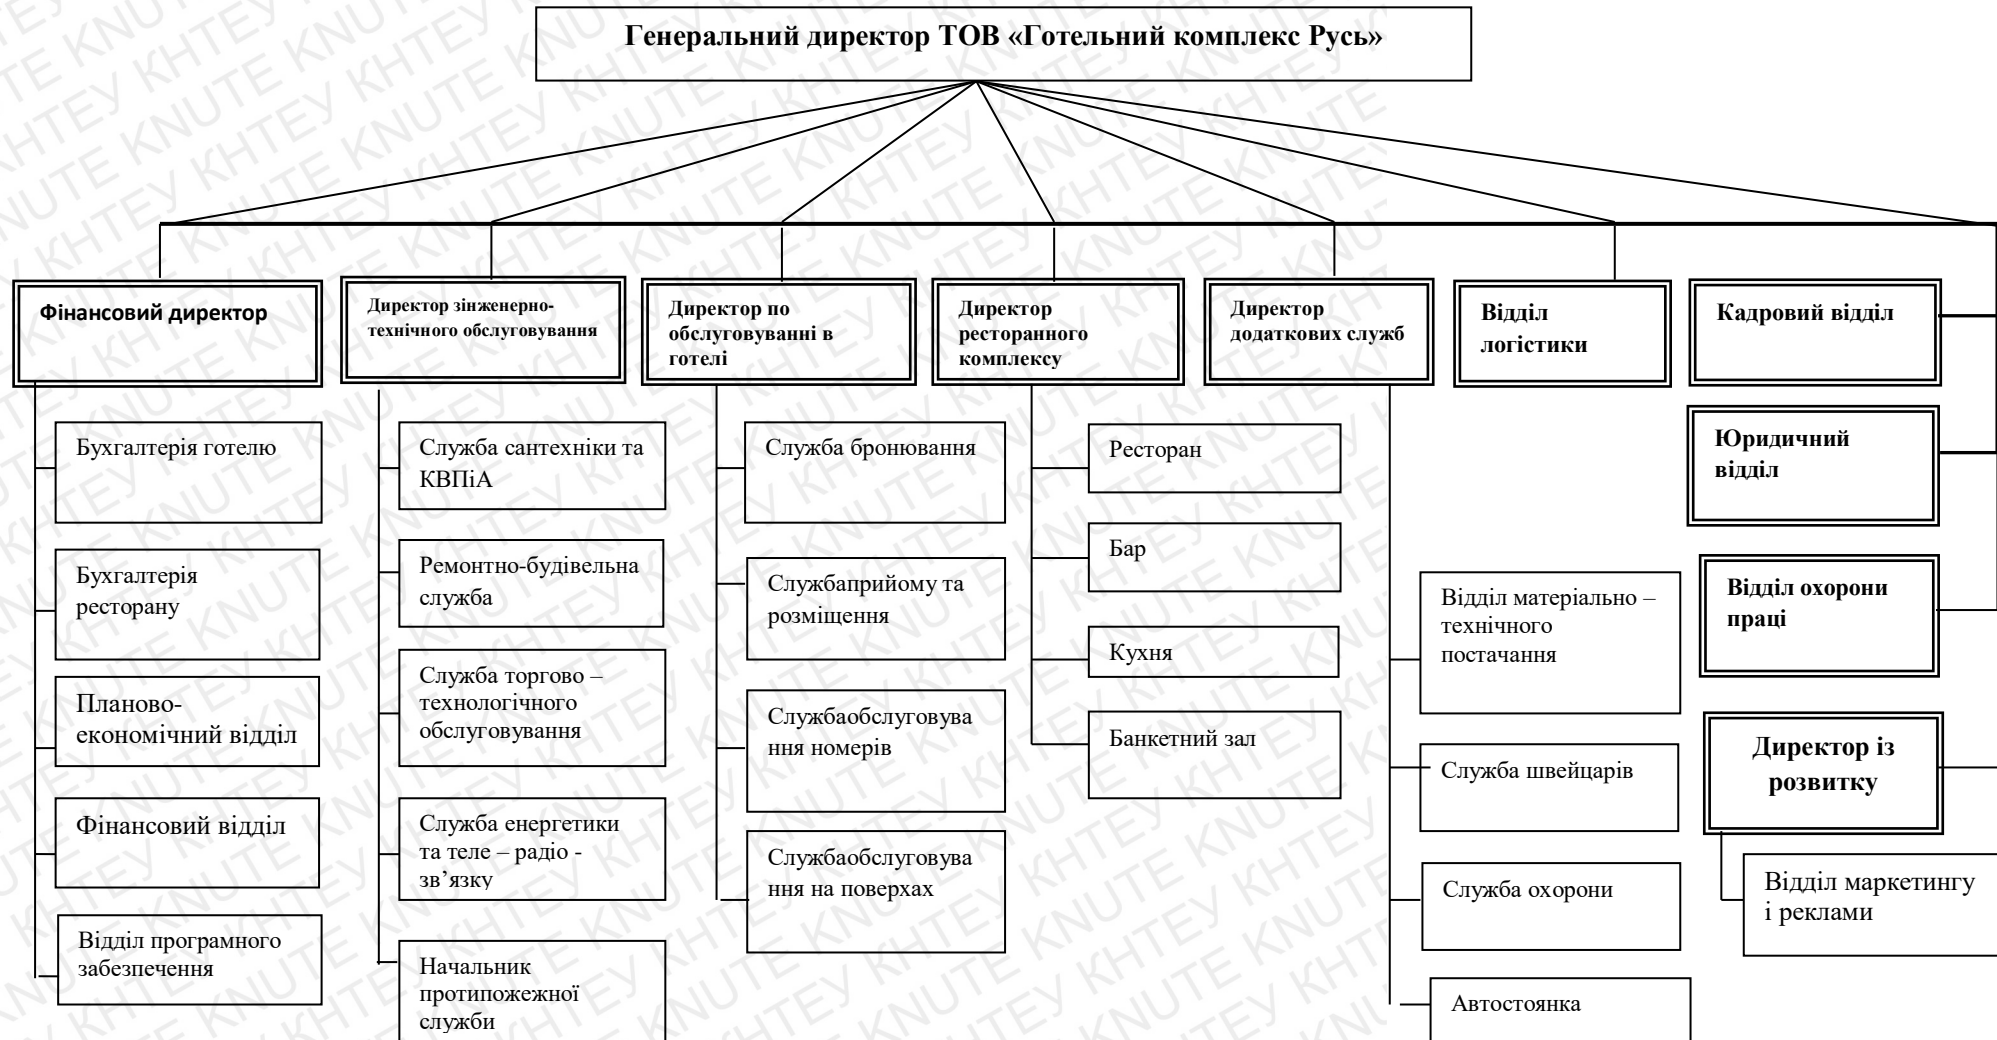 Генеральний директор ТОВ «Готельний комплекс Русь»
Фінансовий директор
Директор зінженерно-
технічного обслуговування
Директор по
обслуговуванні в
готелі
Директор
ресторанного
комплексу
Директор
додаткових служб
Відділ
логістики
Кадровий відділ
Юридичний
відділ
Відділ охорони
праці
Директор із
розвитку
Відділ маркетингу
і реклами
Бухгалтерія готелю
Бухгалтерія
ресторану
Планово-
економічний відділ
Фінансовий відділ
Відділ програмного
забезпечення
Служба сантехніки та
КВПіА
Ремонтно-будівельна
служба
Служба торгово –
технологічного
обслуговування
Служба енергетики
та теле – радіо -
зв’язку
Начальник
протипожежної
служби
Служба бронювання
Службаприйому та
розміщення
Службаобслуговува
ння номерів
Службаобслуговува
ння на поверхах
Ресторан
Бар
Кухня
Банкетний зал
Відділ матеріально –
технічного
постачання
Служба швейцарів
Служба охорони
Автостоянка